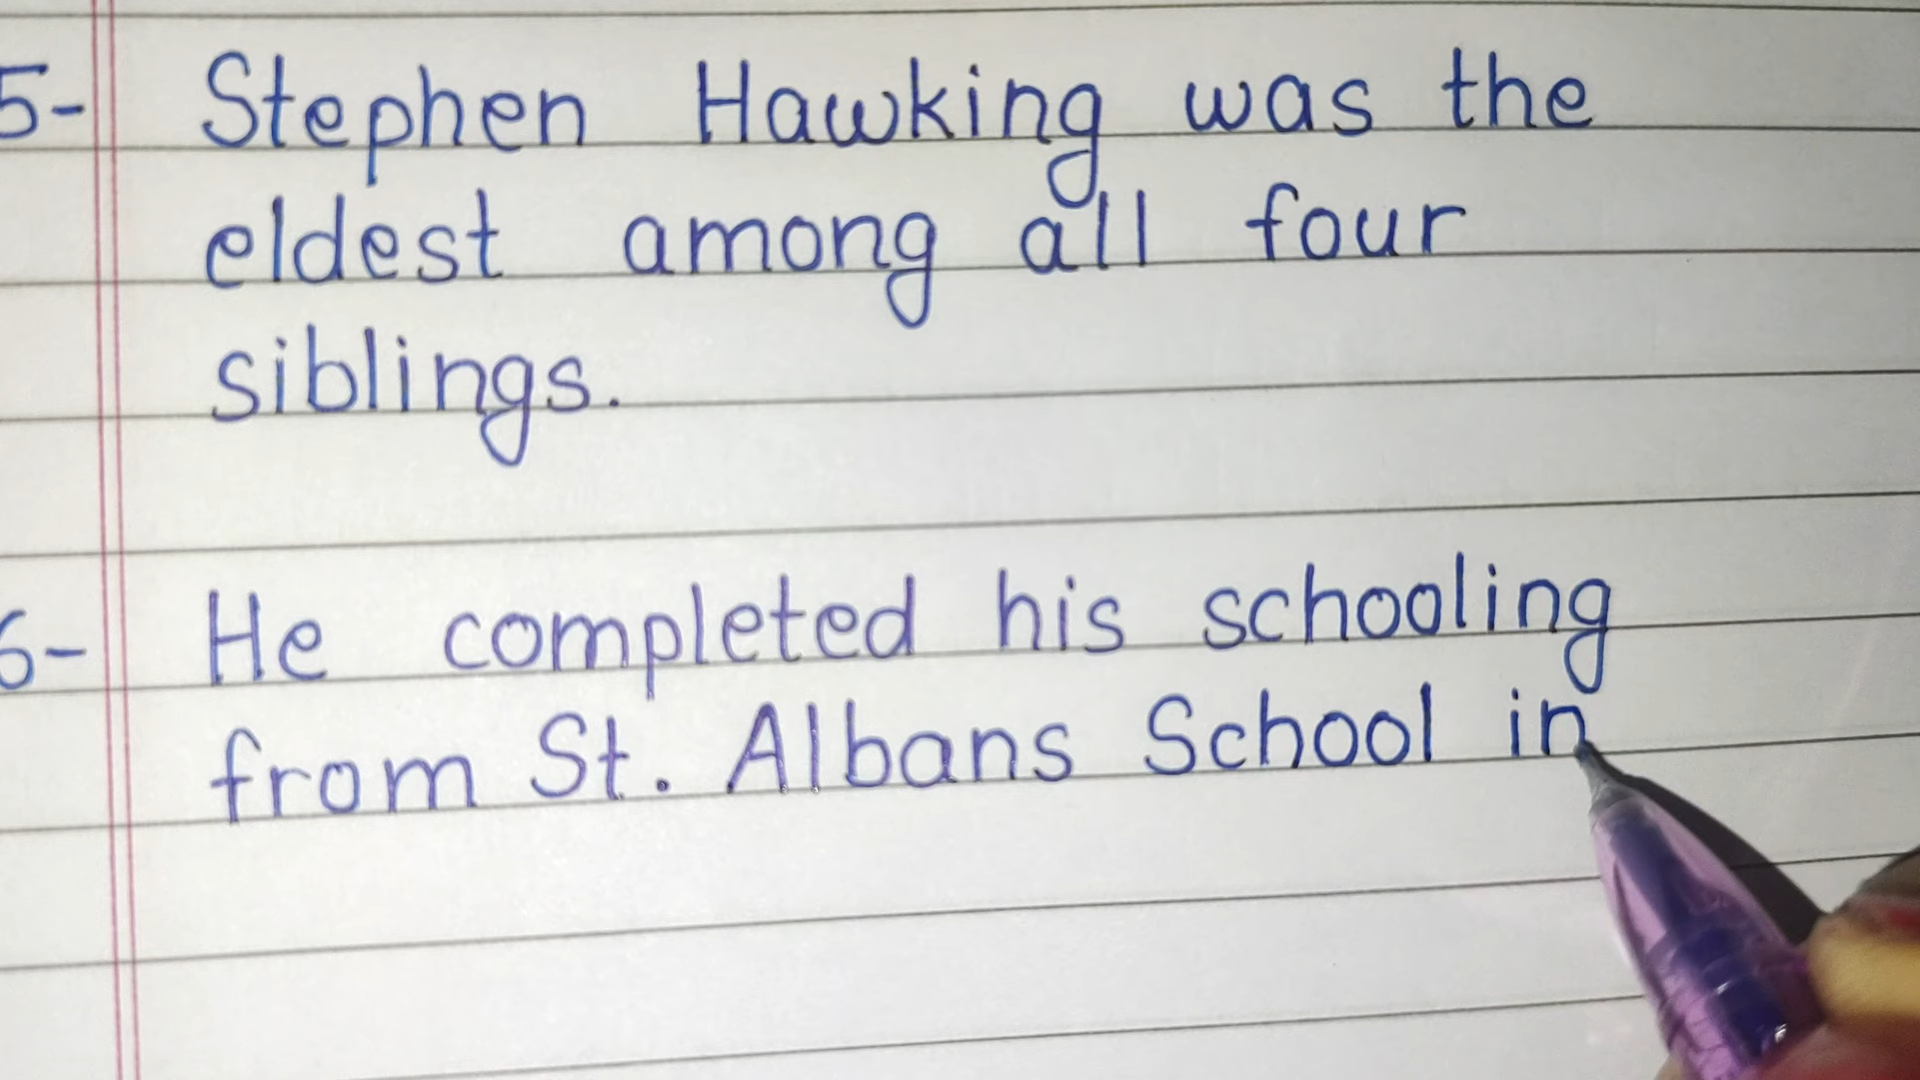 5- Stephen Hawking was the
eldest among all four
siblings.
6- He completed his schooling
from St. Albans School in